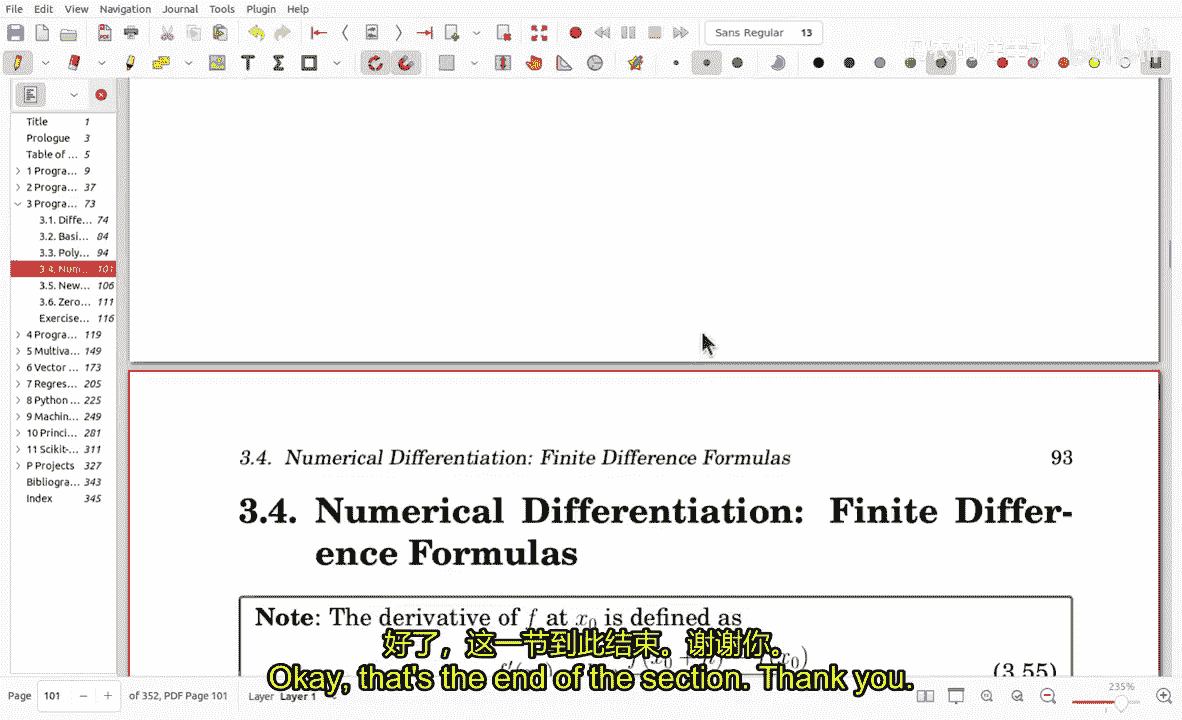 File Edit View Navigation Journal Tools Plugin Help
Sans Regular 13
Title 1
Prologue 3
Table of ... 5
1 Progra... 9
2 Progra... 37
3 Progra... 73
3.1. Diffe... 74
3.2. Basi... 84
3.3. Poly... 94
3.4. Num... 101
3.5. New... 106
3.6. Zero... 111
Exercise... 116
4 Progra... 119
5 Multiva... 149
6 Vector ... 173
7 Regres... 205
8 Python ... 225
9 Machin... 249
10 Princi... 281
11 Scikit-... 311
P Projects 327
Bibliogra... 343
Index 345
3.4. Numerical Differentiation: Finite Difference Formulas 93
3.4. Numerical Differentiation: Finite Differ-
ence Formulas
Note: The derivative of f at x₀ is defined as
(3.55)
好了，这一节到此结束。谢谢你。
Okay, that's the end of the section. Thank you.
Page 101 − + of 352, PDF Page 101 Layer Layer 1
235%